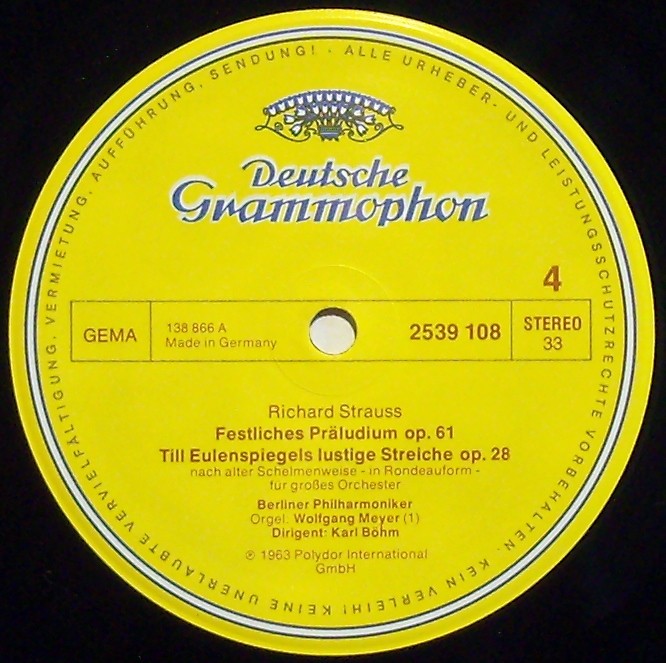 ALLE URHEBER- UND LEISTUNGSSCHUTZRECHTE VORBEHALTEN. KEIN VERLEIH! KEINE UNERLAUBTE VERVIELFÄLTIGUNG, VERMIETUNG, AUFFÜHRUNG, SENDUNG! ·
Deutsche
Grammophon
4
GEMA
138 866 A
Made in Germany
2539 108
STEREO
33
Richard Strauss
Festliches Präludium op. 61
Till Eulenspiegels lustige Streiche op. 28
nach alter Schelmenweise - in Rondeauform -
für großes Orchester
Berliner Philharmoniker
Orgel: Wolfgang Meyer (1)
Dirigent: Karl Böhm
℗ 1963 Polydor International
GmbH